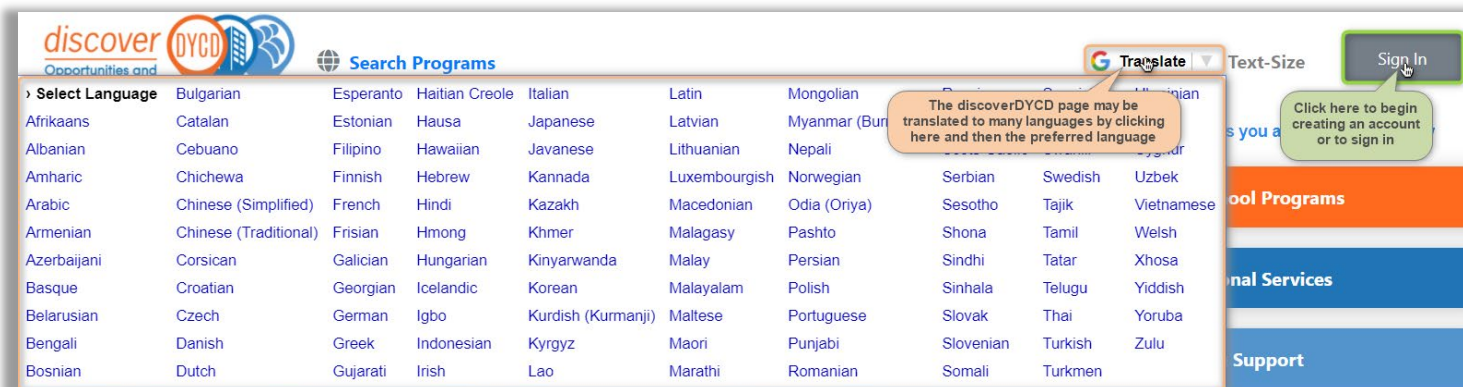 discover DYCD
Opportunities and
Search Programs
G Translate ▼
Text-Size
Sign In
The discoverDYCD page may be
translated to many languages by clicking
here and then the preferred language
Click here to begin
creating an account
or to sign in
› Select Language Bulgarian Esperanto Haitian Creole Italian Latin Mongolian
Afrikaans Catalan Estonian Hausa Japanese Latvian Myanmar
Albanian Cebuano Filipino Hawaiian Javanese Lithuanian Nepali
Amharic Chichewa Finnish Hebrew Kannada Luxembourgish Norwegian Serbian Swedish Uzbek
Arabic Chinese (Simplified) French Hindi Kazakh Macedonian Odia (Oriya) Sesotho Tajik Vietnamese
Armenian Chinese (Traditional) Frisian Hmong Khmer Malagasy Pashto Shona Tamil Welsh
Azerbaijani Corsican Galician Hungarian Kinyarwanda Malay Persian Sindhi Tatar Xhosa
Basque Croatian Georgian Icelandic Korean Malayalam Polish Sinhala Telugu Yiddish
Belarusian Czech German Igbo Kurdish (Kurmanji) Maltese Portuguese Slovak Thai Yoruba
Bengali Danish Greek Indonesian Kyrgyz Maori Punjabi Slovenian Turkish Zulu
Bosnian Dutch Gujarati Irish Lao Marathi Romanian Somali Turkmen
s you a
ool Programs
nal Services
Support